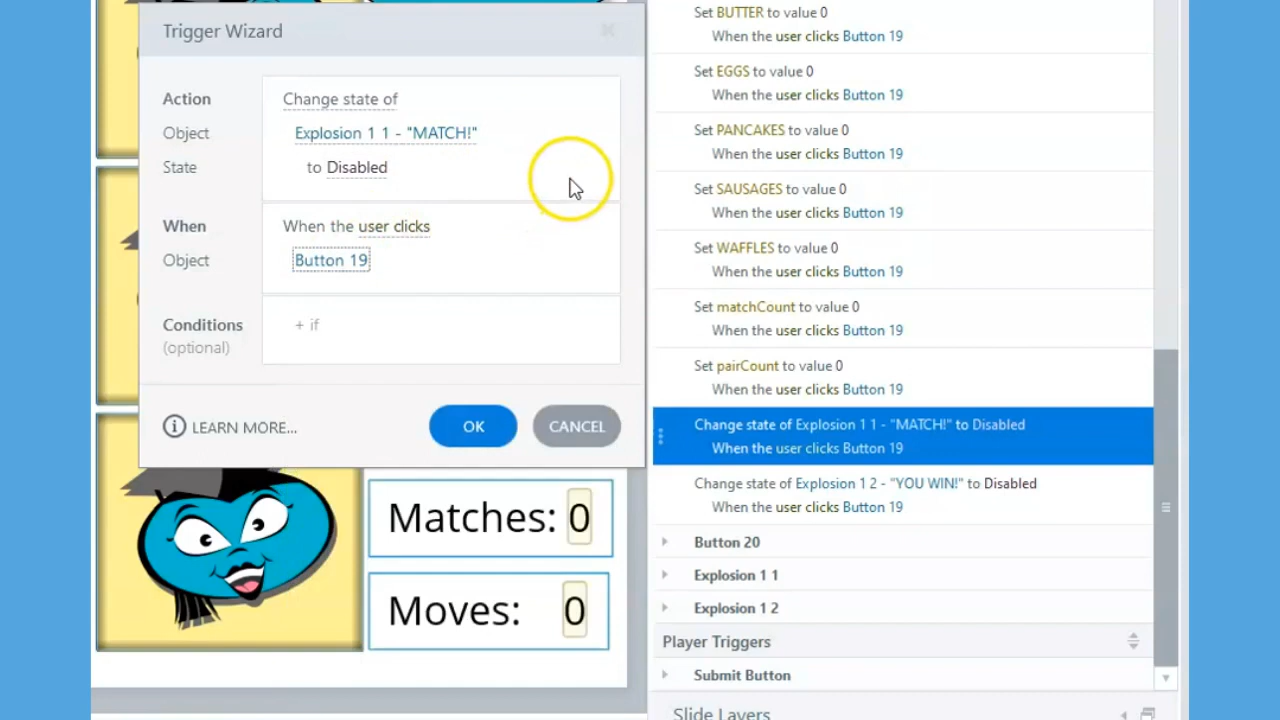 Trigger Wizard
Action
Change state of
Object
Explosion 1 1 - "MATCH!"
State
to Disabled
When
When the user clicks
Object
Button 19
Conditions
(optional)
+ if
LEARN MORE...
OK
CANCEL
Matches: 0
Moves: 0
Set BUTTER to value 0
When the user clicks Button 19
Set EGGS to value 0
When the user clicks Button 19
Set PANCAKES to value 0
When the user clicks Button 19
Set SAUSAGES to value 0
When the user clicks Button 19
Set WAFFLES to value 0
When the user clicks Button 19
Set matchCount to value 0
When the user clicks Button 19
Set pairCount to value 0
When the user clicks Button 19
Change state of Explosion 1 1 - "MATCH!" to Disabled
When the user clicks Button 19
Change state of Explosion 1 2 - "YOU WIN!" to Disabled
When the user clicks Button 19
Button 20
Explosion 1 1
Explosion 1 2
Player Triggers
Submit Button
Slide Layers